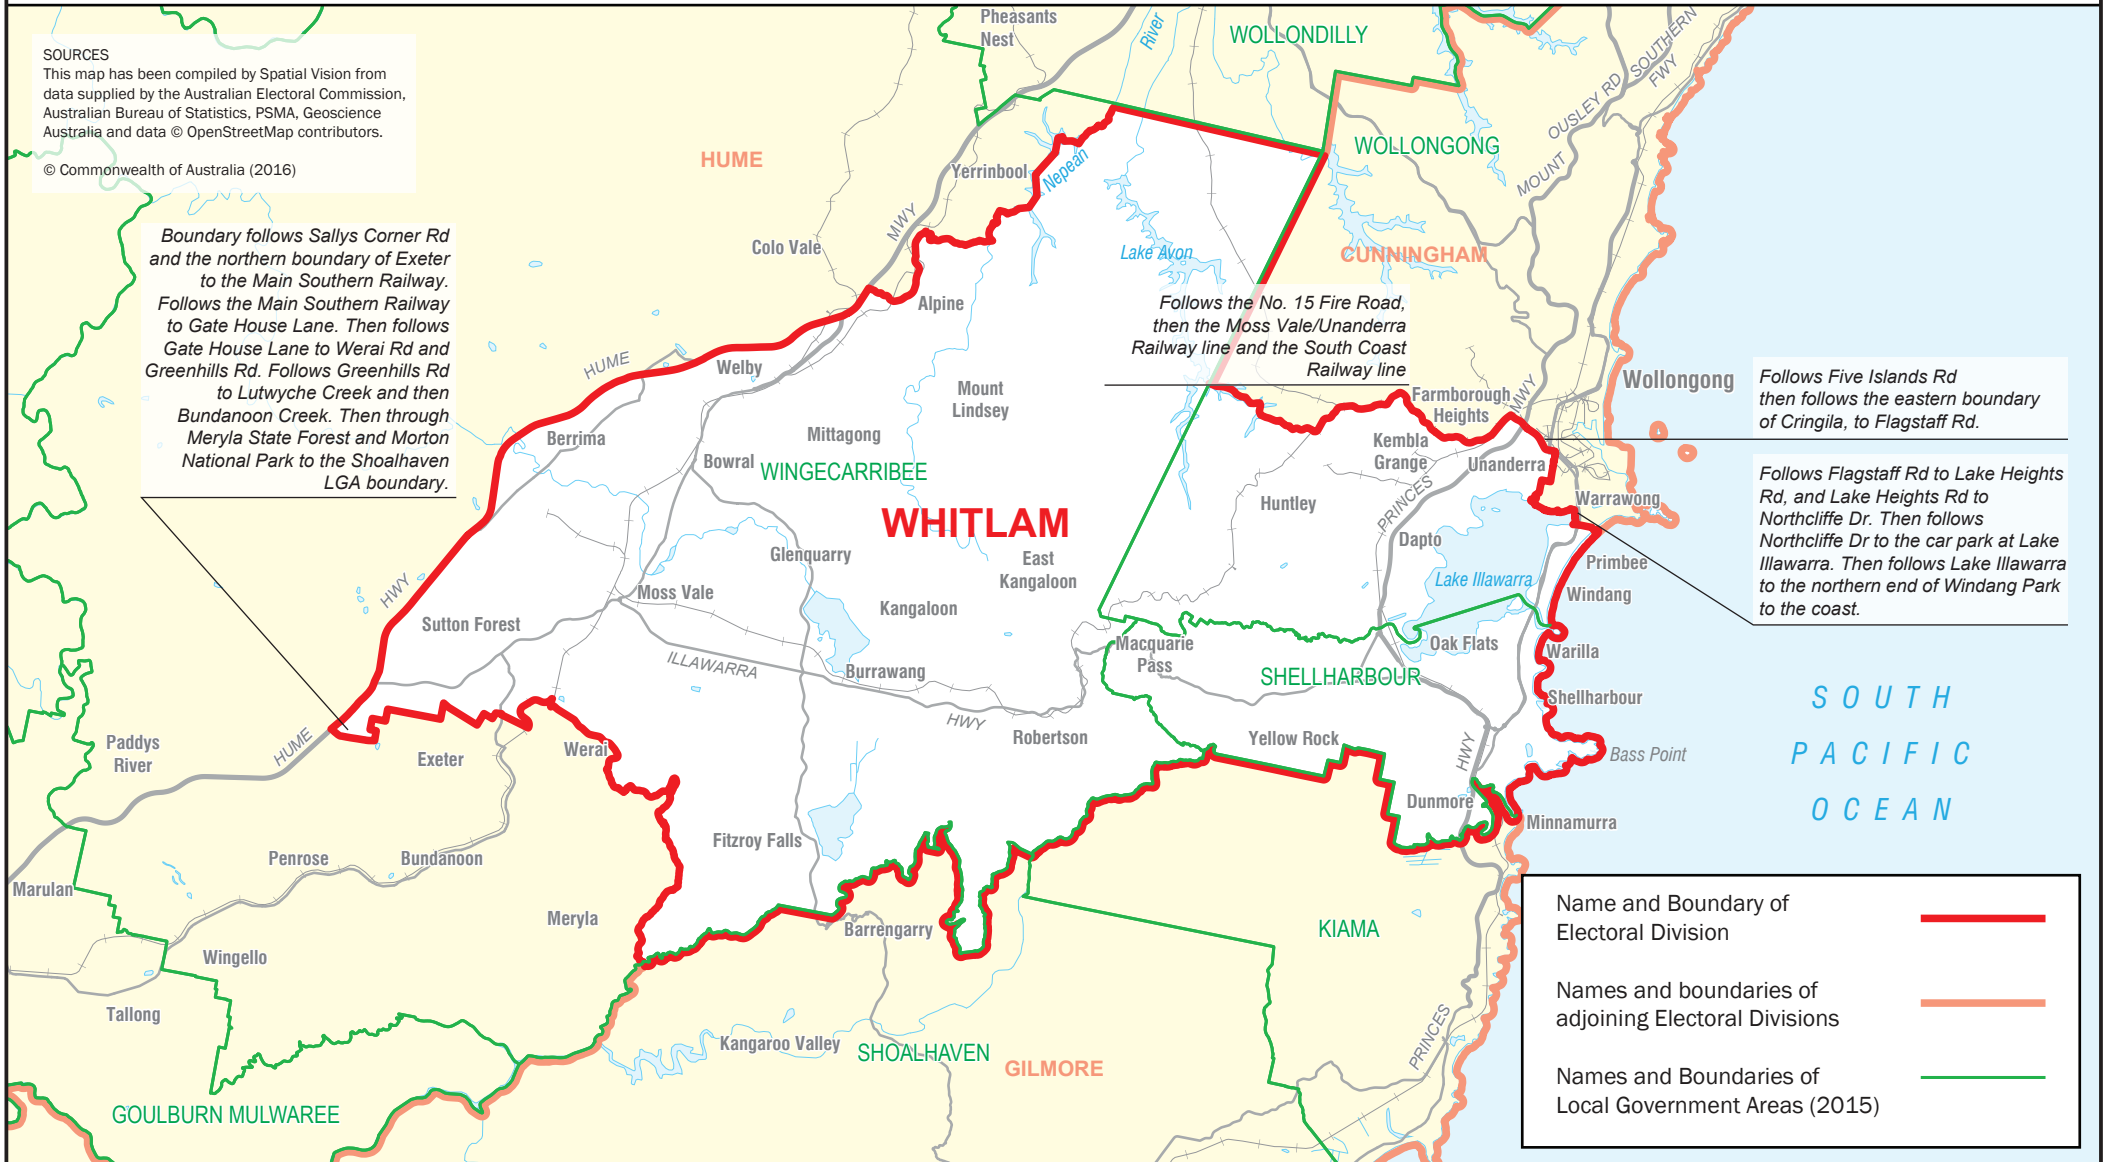 SOURCES
This map has been compiled by Spatial Vision from
data supplied by the Australian Electoral Commission,
Australian Bureau of Statistics, PSMA, Geoscience
Australia and data © OpenStreetMap contributors.
© Commonwealth of Australia (2016)
Pheasants
Nest
River
WOLLONDILLY
SOUTHERN
FWY
OUSLEY RD
MOUNT
WOLLONGONG
HUME
Yerrinbool
Nepean
MWY
Colo Vale
Lake Avon
CUNNINGHAM
Boundary follows Sallys Corner Rd
and the northern boundary of Exeter
to the Main Southern Railway.
Follows the Main Southern Railway
to Gate House Lane. Then follows
Gate House Lane to Werai Rd and
Greenhills Rd. Follows Greenhills Rd
to Lutwyche Creek and then
Bundanoon Creek. Then through
Meryla State Forest and Morton
National Park to the Shoalhaven
LGA boundary.
Alpine
Follows the No. 15 Fire Road,
then the Moss Vale/Unanderra
Railway line and the South Coast
Railway line
HUME
Welby
Mount
Lindsey
Farmborough
Heights
MWY
Wollongong
Follows Five Islands Rd
then follows the eastern boundary
of Cringila, to Flagstaff Rd.
Berrima
Mittagong
Bowral
WINGECARRIBEE
Kembla
Grange
Unanderra
Follows Flagstaff Rd to Lake Heights
Rd, and Lake Heights Rd to
Northcliffe Dr. Then follows
Northcliffe Dr to the car park at Lake
Illawarra. Then follows Lake Illawarra
to the northern end of Windang Park
to the coast.
Huntley
PRINCES
Warrawong
WHITLAM
Dapto
Glenquarry
East
Kangaloon
Primbee
HWY
Lake Illawarra
Moss Vale
Windang
Kangaloon
Sutton Forest
Macquarie
Pass
Oak Flats
Warilla
ILLAWARRA
Burrawang
SHELLHARBOUR
Shellharbour
HWY
SOUTH
PACIFIC
OCEAN
Paddys
River
HUME
Exeter
Werai
Robertson
Yellow Rock
HWY
Bass Point
Dunmore
Minnamurra
Fitzroy Falls
Penrose
Bundanoon
Marulan
Meryla
Barrengarry
KIAMA
Wingello
Tallong
Kangaroo Valley
SHOALHAVEN
GILMORE
PRINCES
GOULBURN MULWAREE
Name and Boundary of
Electoral Division
Names and boundaries of
adjoining Electoral Divisions
Names and Boundaries of
Local Government Areas (2015)